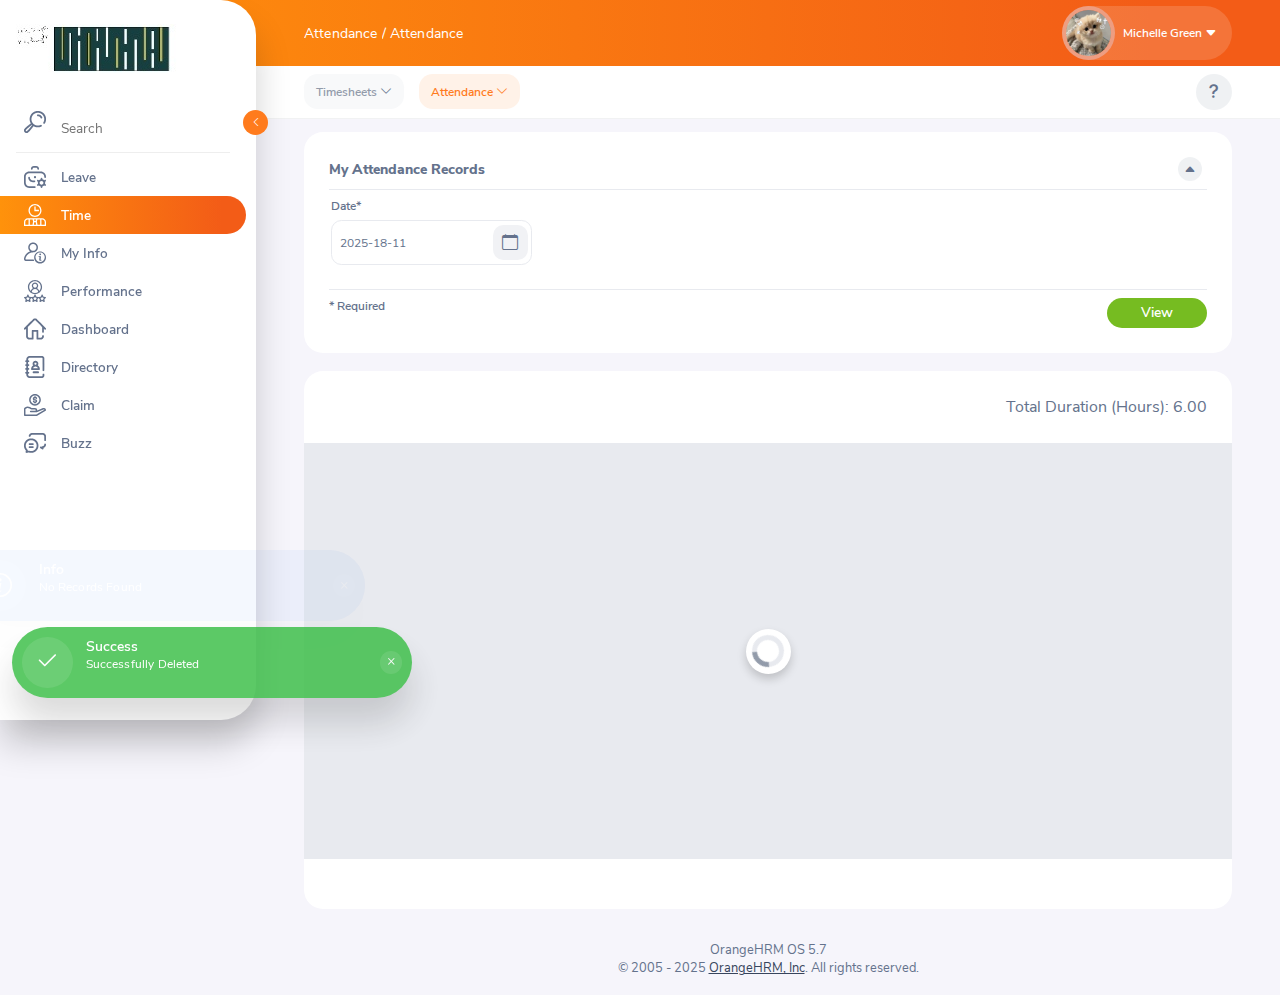 Attendance / Attendance
Michelle Green
Timesheets
Attendance
?
Search
Leave
Time
My Info
Performance
Dashboard
Directory
Claim
Buzz
My Attendance Records
Date*
2025-18-11
* Required
View
Total Duration (Hours): 6.00
Info
No Records Found
Success
Successfully Deleted
OrangeHRM OS 5.7
© 2005 - 2025 OrangeHRM, Inc. All rights reserved.